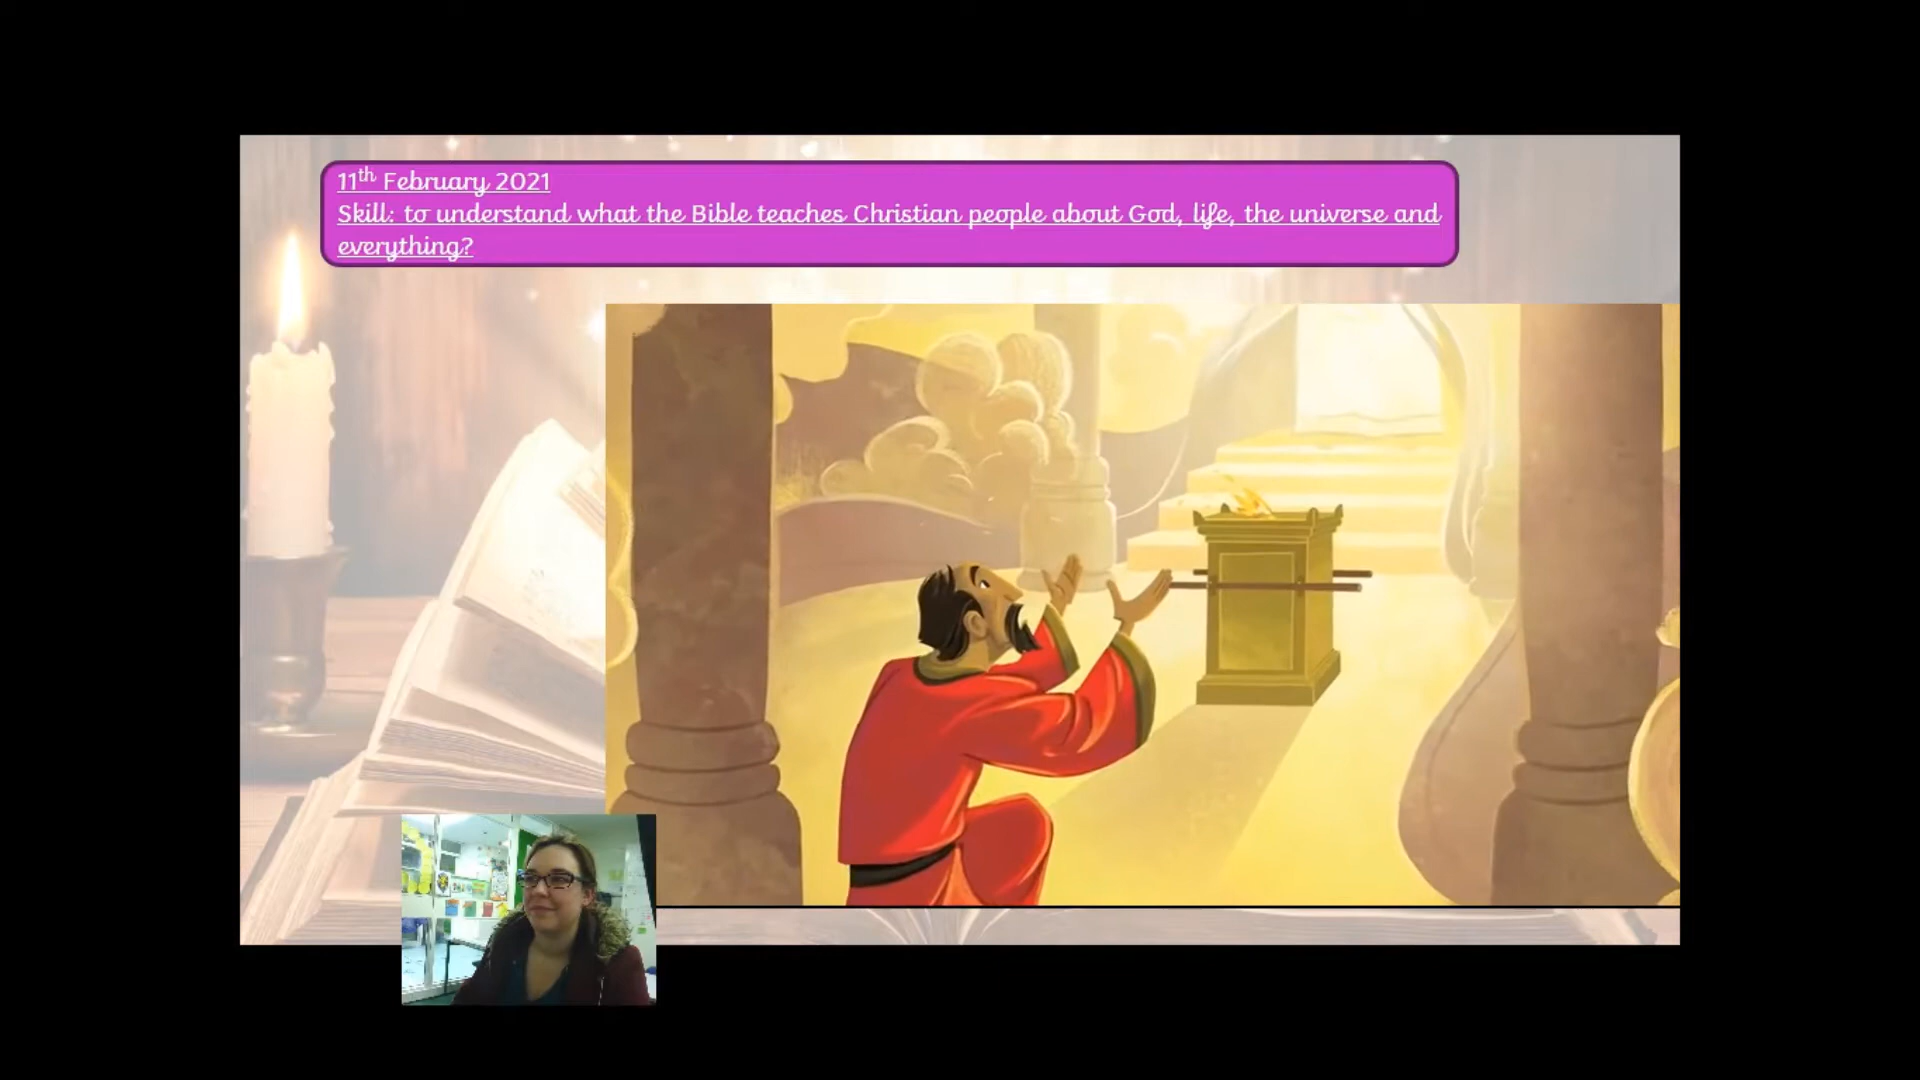 11th February 2021
Skill: to understand what the Bible teaches Christian people about God, life, the universe and
everything?